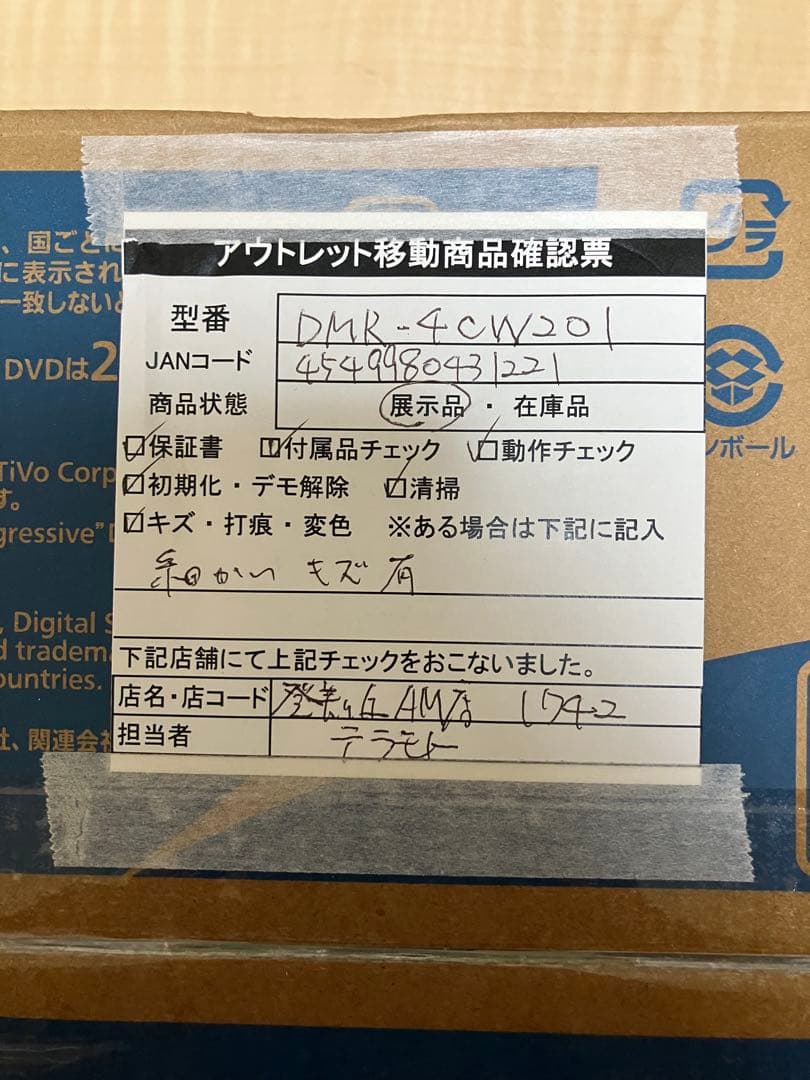 、国ごとに
に表示され
一致しないと
DVDは2
TiVo Corp
す。
gressive"D
, Digital S
d tradem
ountries.
社、関連会
プラ
ンボール
アウトレット移動商品確認票
型番 DMR-4CW201
JANコード 4549980431221
商品状態 展示品・在庫品
保証書 付属品チェック 動作チェック
初期化・デモ解除 清掃
キズ・打痕・変色 ※ある場合は下記に記入
細かい キズ 有
下記店舗にて上記チェックをおこないました。
店名・店コード AM店 1742
担当者 テラモト